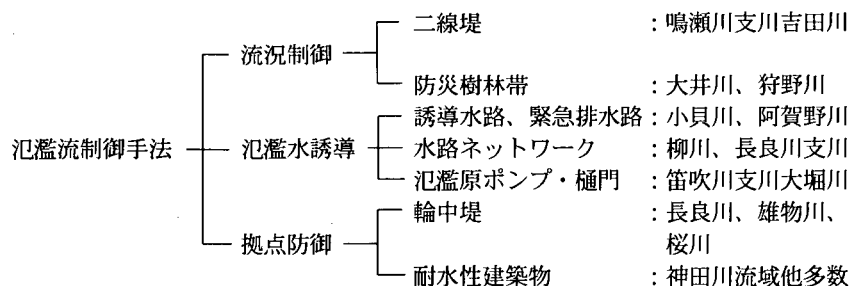 二線堤 :鳴瀬川支川吉田川
流況制御
防災樹林帯 :大井川、狩野川
誘導水路、緊急排水路:小貝川、阿賀野川
氾濫流制御手法 氾濫水誘導 水路ネットワーク :柳川、長良川支川
氾濫原ポンプ・樋門 :笛吹川支川大堀川
輪中堤 :長良川、雄物川、
拠点防御 桜川
耐水性建築物 :神田川流域他多数